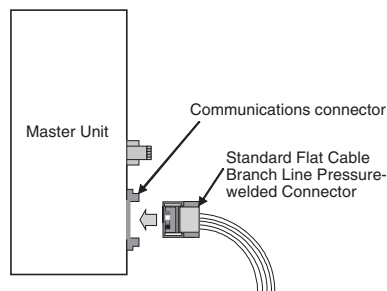 Communications connector
Master Unit
Standard Flat Cable
Branch Line Pressure-
welded Connector